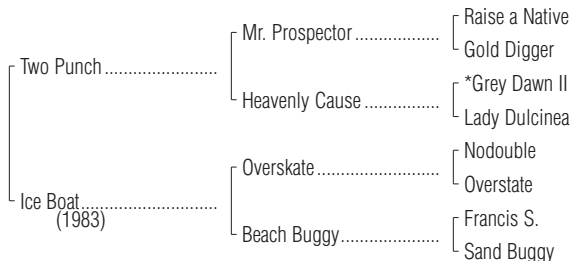 Raise a Native
Mr. Prospector ..................
Gold Digger
Two Punch ........................
*Grey Dawn II
Heavenly Cause ................
Lady Dulcinea
Nodouble
Overskate ..........................
Overstate
Ice Boat.............................
(1983)
Francis S.
Beach Buggy.....................
Sand Buggy